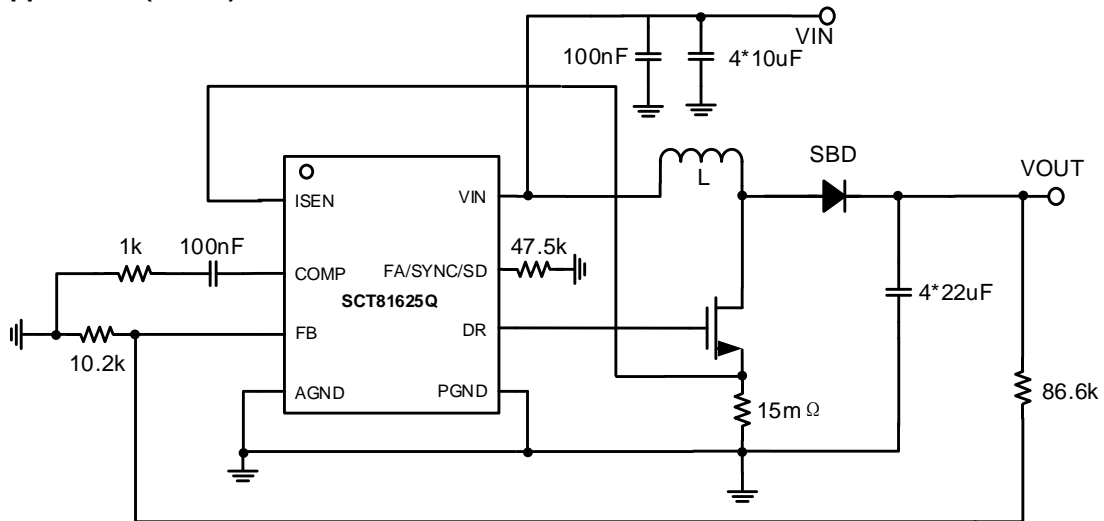 VIN
100nF
4*10uF
SBD
VOUT
L
ISEN
VIN
1k
100nF
47.5k
COMP
FA/SYNC/SD
SCT81625Q
4*22uF
FB
DR
10.2k
AGND
PGND
15m Ω
86.6k